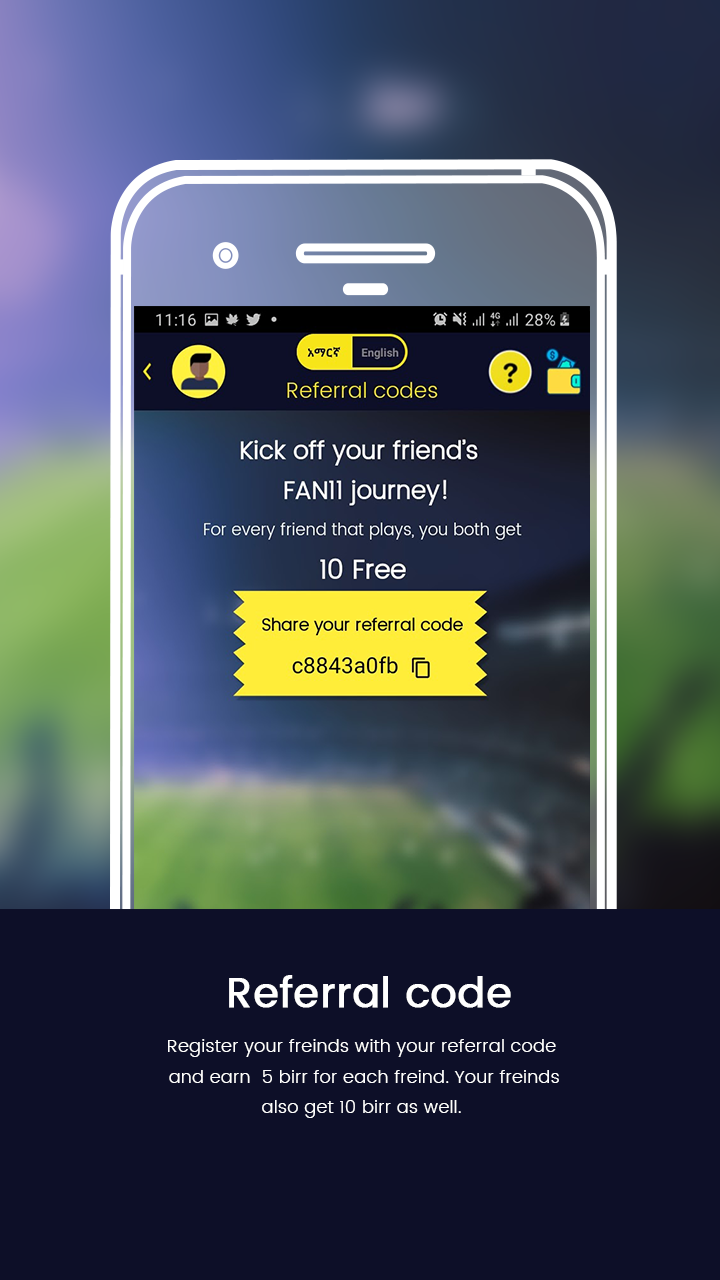 11:16 4G 28%
አማርኛ English
Referral codes
?
Kick off your friend's
FAN11 journey!
For every friend that plays, you both get
10 Free
Share your referral code
c8843a0fb
Referral code
Register your freinds with your referral code
and earn 5 birr for each freind. Your freinds
also get 10 birr as well.